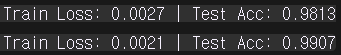 Train Loss: 0.0027 | Test Acc: 0.9813
Train Loss: 0.0021 | Test Acc: 0.9907